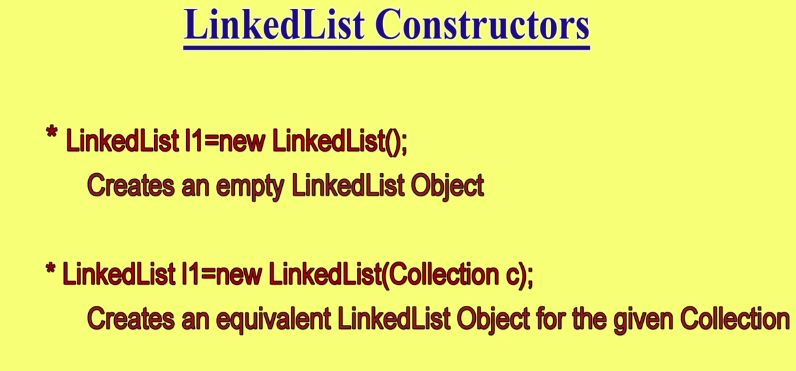 LinkedList Constructors
* LinkedList l1=new LinkedList();
Creates an empty LinkedList Object
* LinkedList l1=new LinkedList(Collection c);
Creates an equivalent LinkedList Object for the given Collection